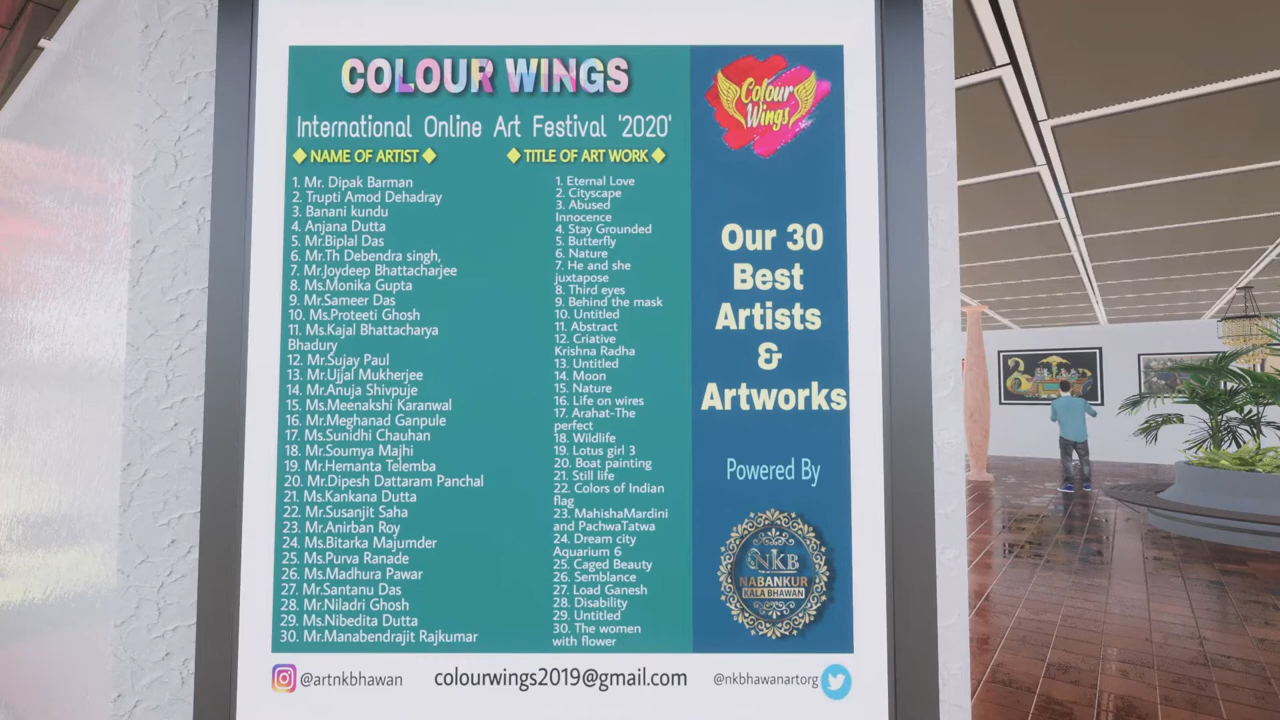 COLOUR WINGS
International Online Art Festival '2020'
NAME OF ARTIST
1. Mr. Dipak Barman
2. Trupti Amod Dehadray
3. Banani kundu
4. Anjana Dutta
5. Mr.Biplal Das
6. Mr.Th Debendra singh,
7. Mr.Joydeep Bhattacharjee
8. Ms.Monika Gupta
9. Mr.Sameer Das
10. Ms.Proteeti Ghosh
11. Ms.Kajal Bhattacharya
Bhadury
12. Mr.Sujay Paul
13. Mr.Ujjal Mukherjee
14. Mr.Anuja Shivpuje
15. Ms.Meenakshi Karanwal
16. Mr.Meghanad Ganpule
17. Ms.Sunidhi Chauhan
18. Mr.Soumya Majhi
19. Mr.Hemanta Telemba
20. Mr.Dipesh Dattaram Panchal
21. Ms.Kankana Dutta
22. Mr.Susanjit Saha
23. Mr.Anirban Roy
24. Ms.Bitarka Majumder
25. Ms.Purva Ranade
26. Ms.Madhura Pawar
27. Mr.Santanu Das
28. Mr.Niladri Ghosh
29. Ms.Nibedita Dutta
30. Mr.Manabendrajit Rajkumar
TITLE OF ART WORK
1. Eternal Love
2. Cityscape
3. Abused
Innocence
4. Stay Grounded
5. Butterfly
6. Nature
7. He and she
juxtapose
8. Third eyes
9. Behind the mask
10. Untitled
11. Abstract
12. Criative
Krishna Radha
13. Untitled
14. Moon
15. Nature
16. Life on wires
17. Arahat-The
perfect
18. Wildlife
19. Lotus girl 3
20. Boat painting
21. Still life
22. Colors of Indian
flag
23. MahishaMardini
and PachwaTatwa
24. Dream city
Aquarium 6
25. Caged Beauty
26. Semblance
27. Load Ganesh
28. Disability
29. Untitled
30. The women
with flower
Colour
Wings
Our 30
Best
Artists
&
Artworks
Powered By
NKB
NABANKUR
KALA BHAWAN
@artnkbhawan
colourwings2019@gmail.com
@nkbhawanartorg